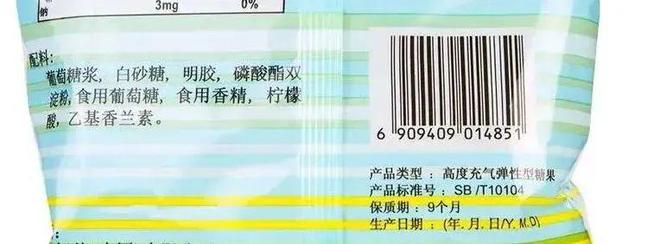 钠 3mg 0%
配料:
葡萄糖浆, 白砂糖, 明胶, 磷酸酯双
淀粉, 食用葡萄糖, 食用香精, 柠檬
酸, 乙基香兰素。
6 909409 014851
产品类型: 高度充气弹性型糖果
产品标准号: SB/T10104
保质期: 9个月
生产日期: (年.月.日/Y.M.D)